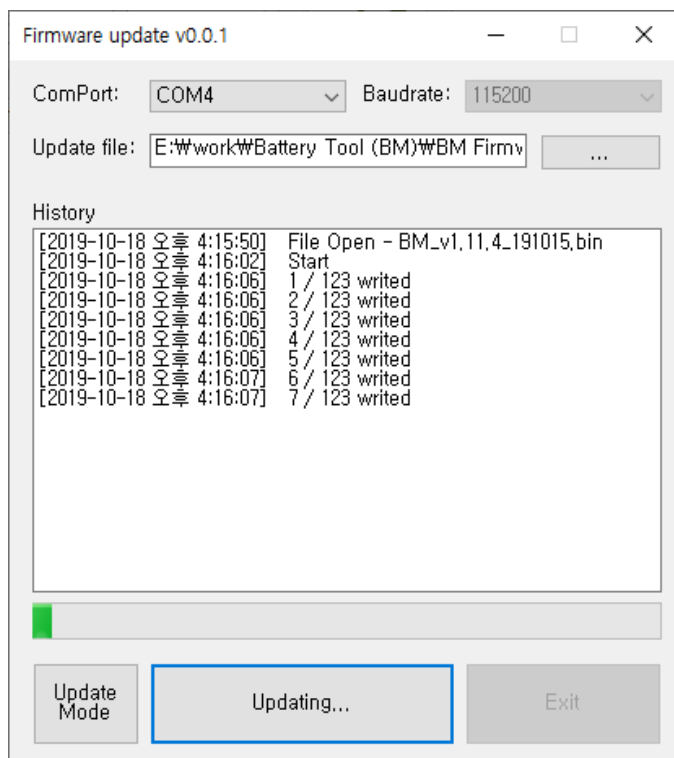 Firmware update v0.0.1
ComPort: COM4 Baudrate: 115200
Update file: E:₩work₩Battery Tool (BM)₩BM Firmv ...
History
[2019-10-18 오후 4:15:50] File Open - BM_v1,11,4_191015,bin
[2019-10-18 오후 4:16:02] Start
[2019-10-18 오후 4:16:06] 1 / 123 writed
[2019-10-18 오후 4:16:06] 2 / 123 writed
[2019-10-18 오후 4:16:06] 3 / 123 writed
[2019-10-18 오후 4:16:06] 4 / 123 writed
[2019-10-18 오후 4:16:06] 5 / 123 writed
[2019-10-18 오후 4:16:07] 6 / 123 writed
[2019-10-18 오후 4:16:07] 7 / 123 writed
Update Mode
Updating...
Exit